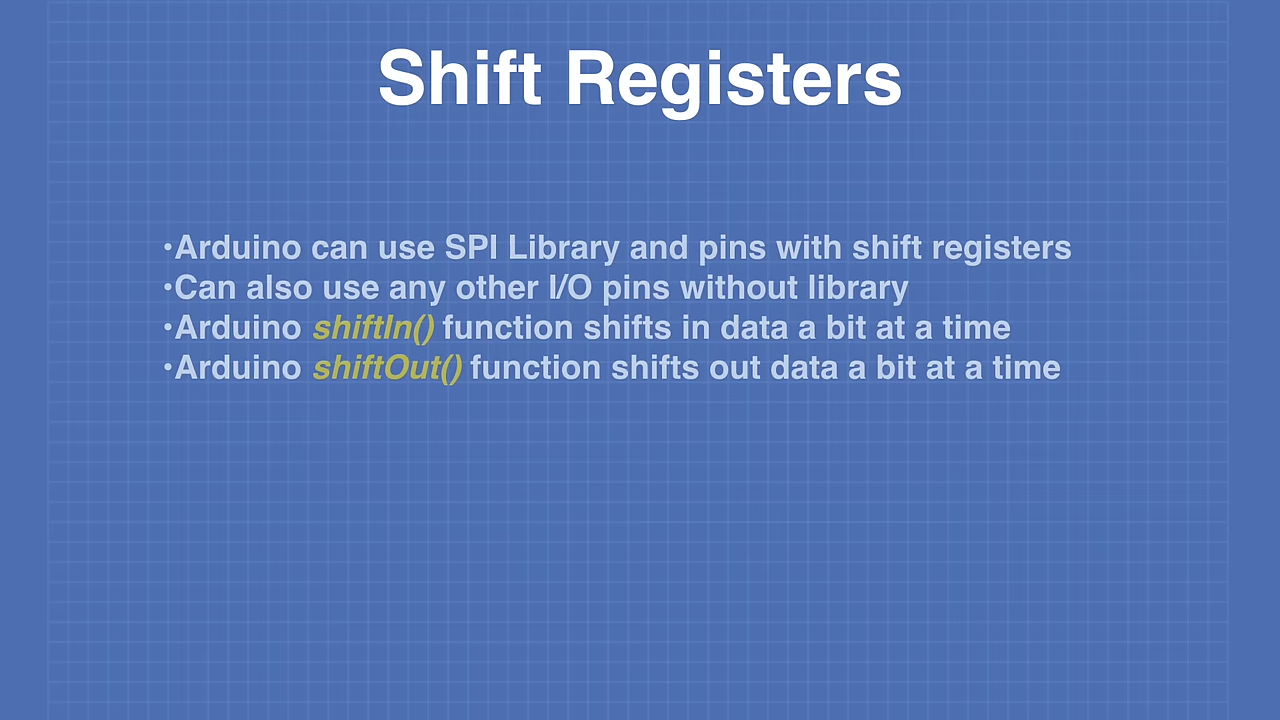 Shift Registers
•Arduino can use SPI Library and pins with shift registers
•Can also use any other I/O pins without library
•Arduino shiftIn() function shifts in data a bit at a time
•Arduino shiftOut() function shifts out data a bit at a time